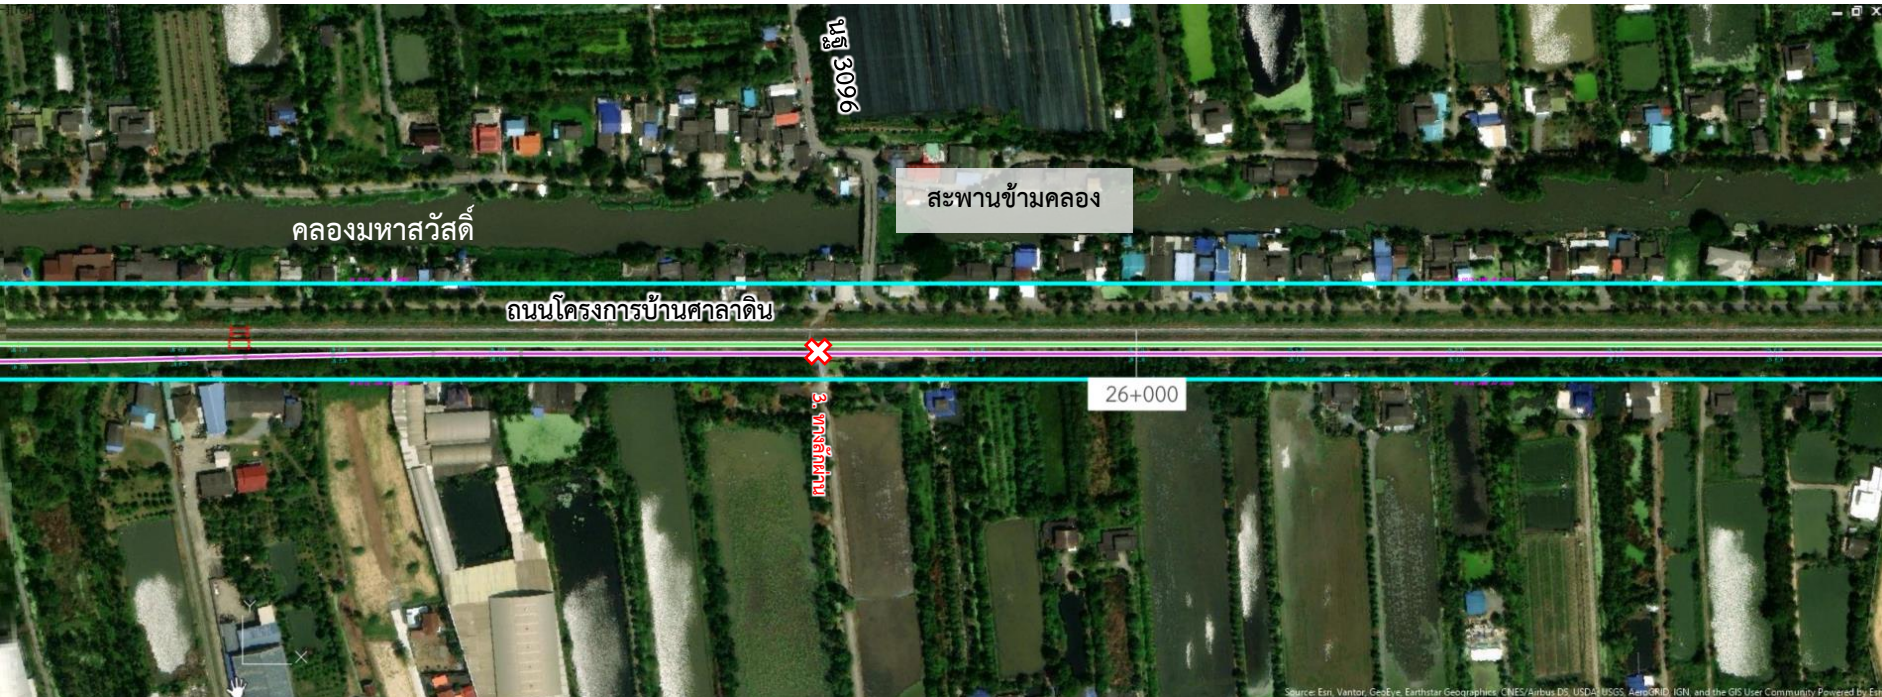 นฐ 3096
สะพานข้ามคลอง
คลองมหาสวัสดิ์
ถนนโครงการบ้านศาลาดิน
26+000
3. ทางลักผ่าน
Y
X
Source: Esri, Vantor, GeoEye, Earthstar Geographics, CNES/Airbus DS, USDA, USGS, AeroGRID, IGN, and the GIS User Community Powered by Esri